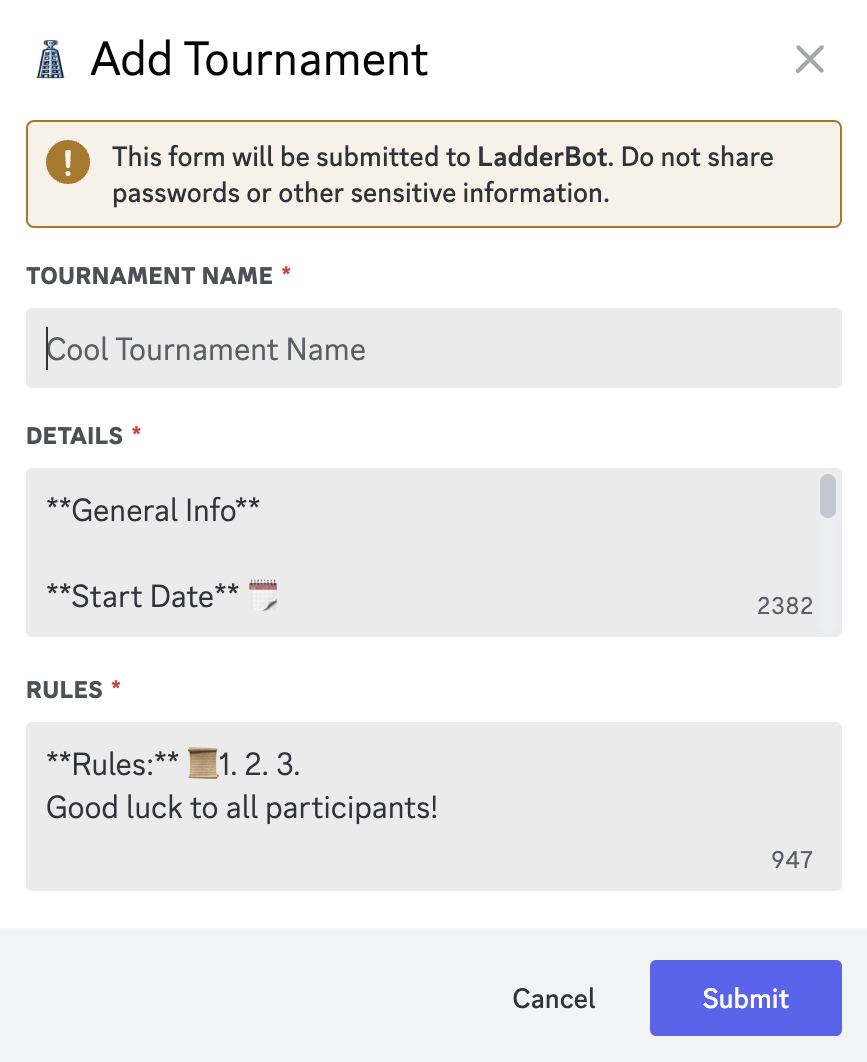 Add Tournament
This form will be submitted to LadderBot. Do not share
passwords or other sensitive information.
TOURNAMENT NAME *
Cool Tournament Name
DETAILS *
**General Info**
**Start Date** 🗓️
2382
RULES *
**Rules:** 📜1. 2. 3.
Good luck to all participants!
947
Cancel
Submit